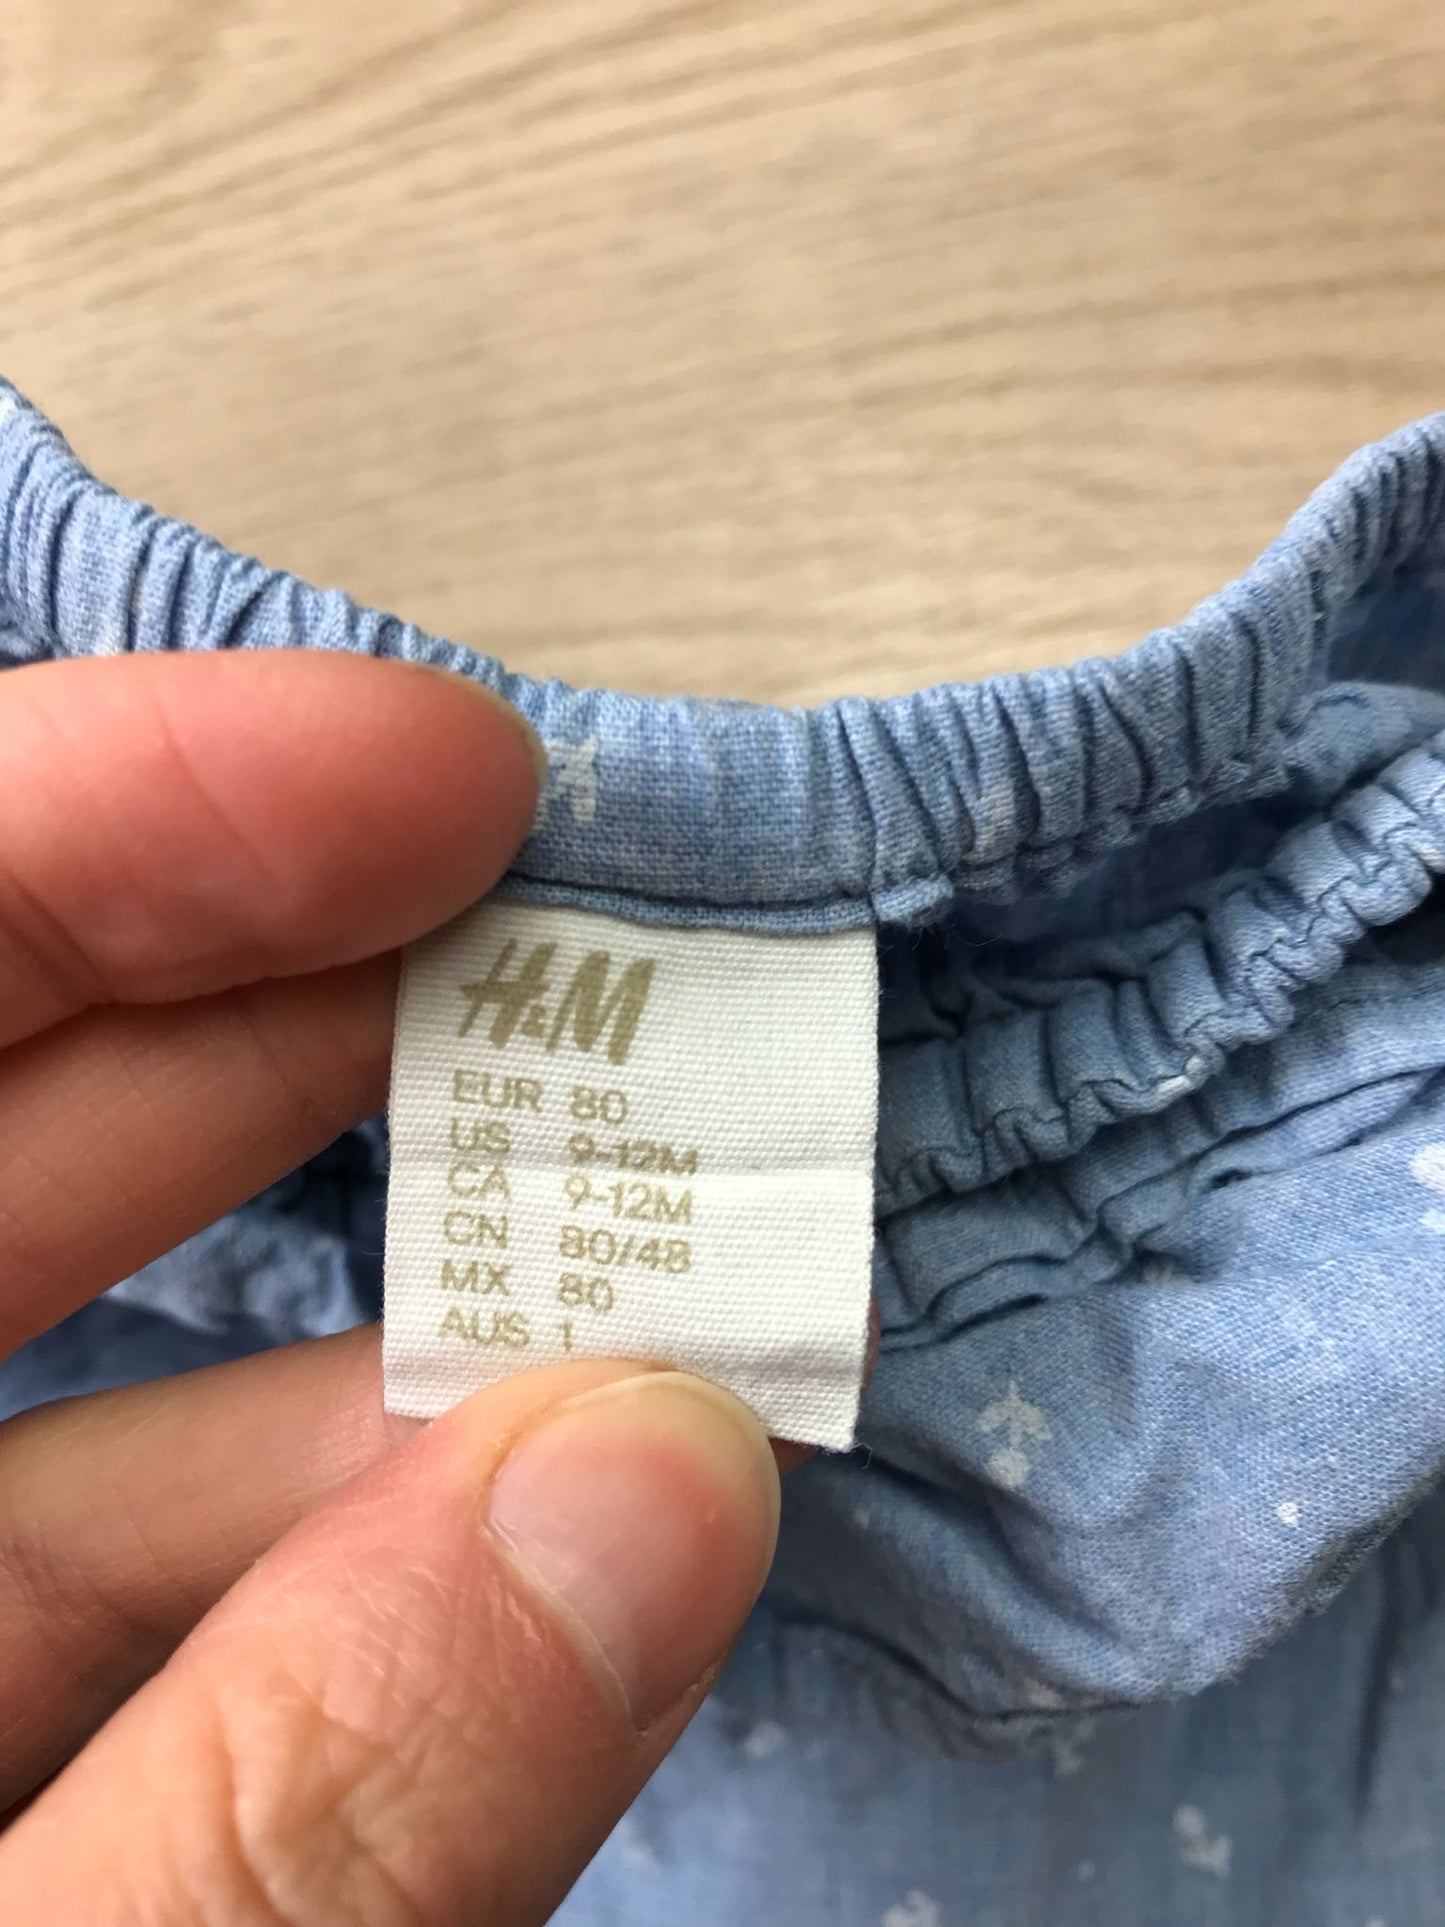 H&M
EUR 80
US 9-12M
CA 9-12M
CN 80/48
MX 80
AUS 1